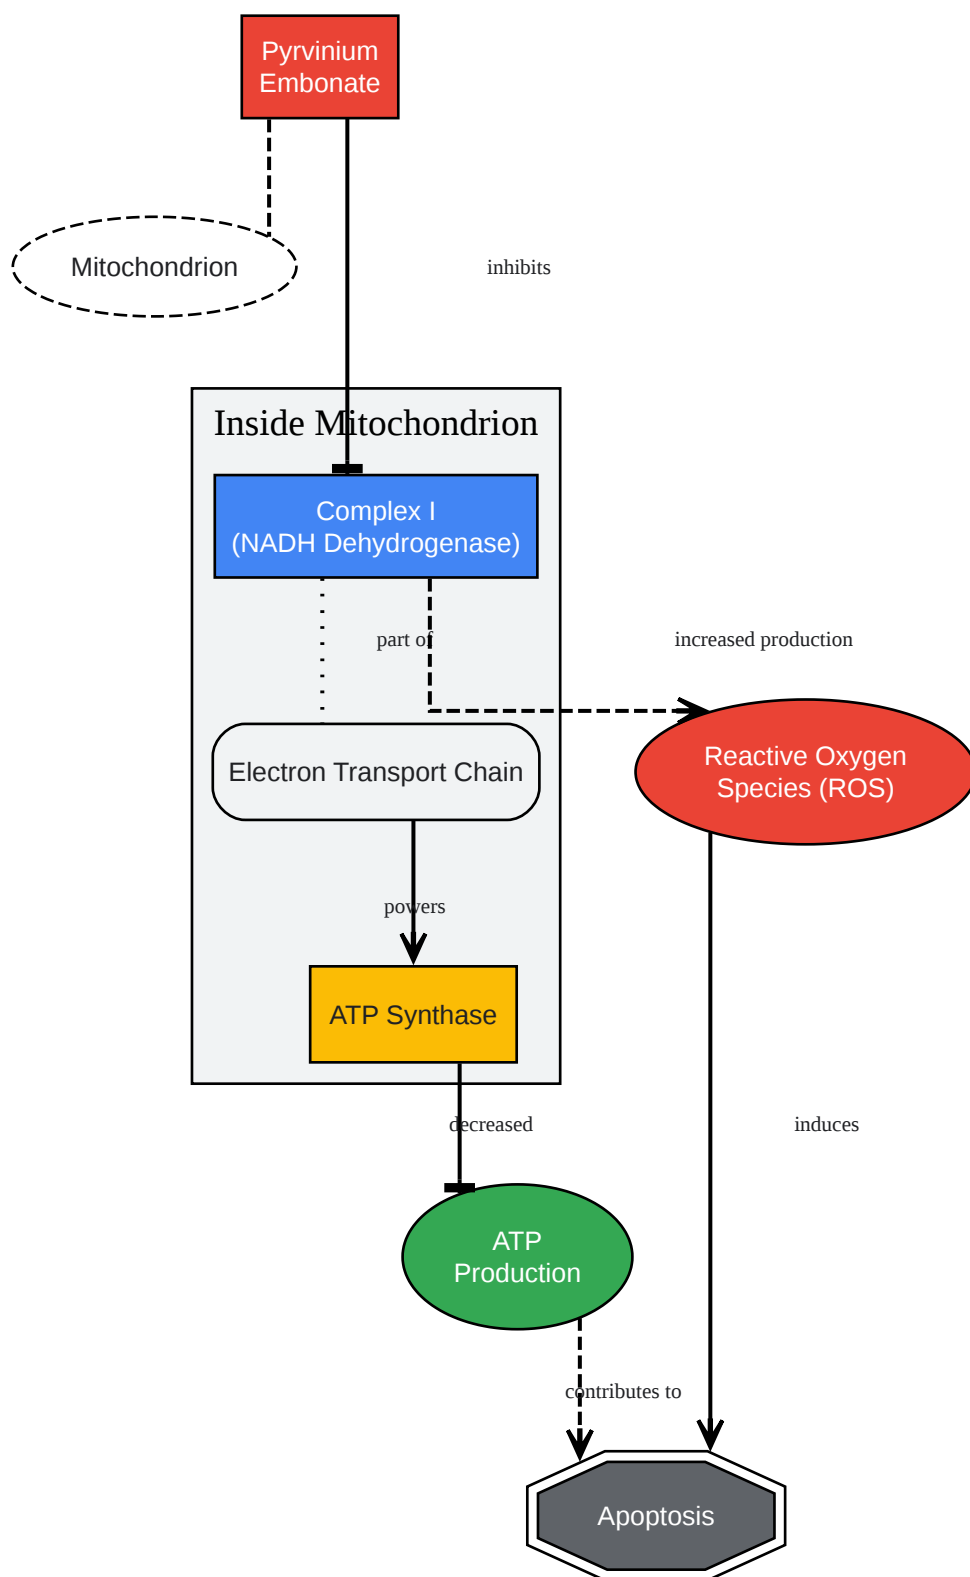 Pyrvinium
Embonate
Mitochondrion
inhibits
Inside Mitochondrion
Complex I
(NADH Dehydrogenase)
part of
increased production
Electron Transport Chain
Reactive Oxygen
Species (ROS)
powers
ATP Synthase
decreased
induces
ATP
Production
contributes to
Apoptosis